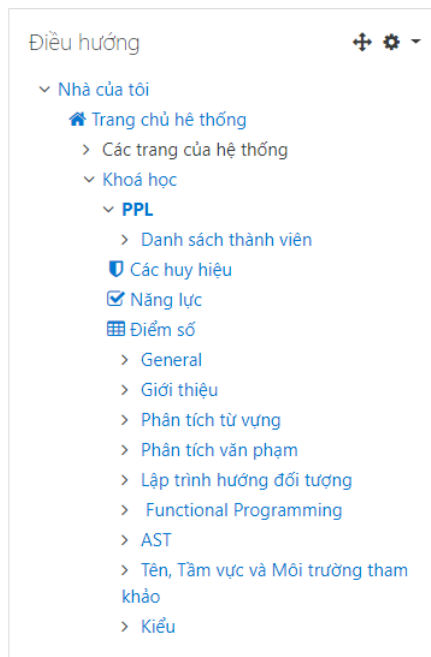 Điều hướng
Nhà của tôi
Trang chủ hệ thống
Các trang của hệ thống
Khoá học
PPL
Danh sách thành viên
Các huy hiệu
Năng lực
Điểm số
General
Giới thiệu
Phân tích từ vựng
Phân tích văn phạm
Lập trình hướng đối tượng
Functional Programming
AST
Tên, Tầm vực và Môi trường tham
khảo
Kiểu